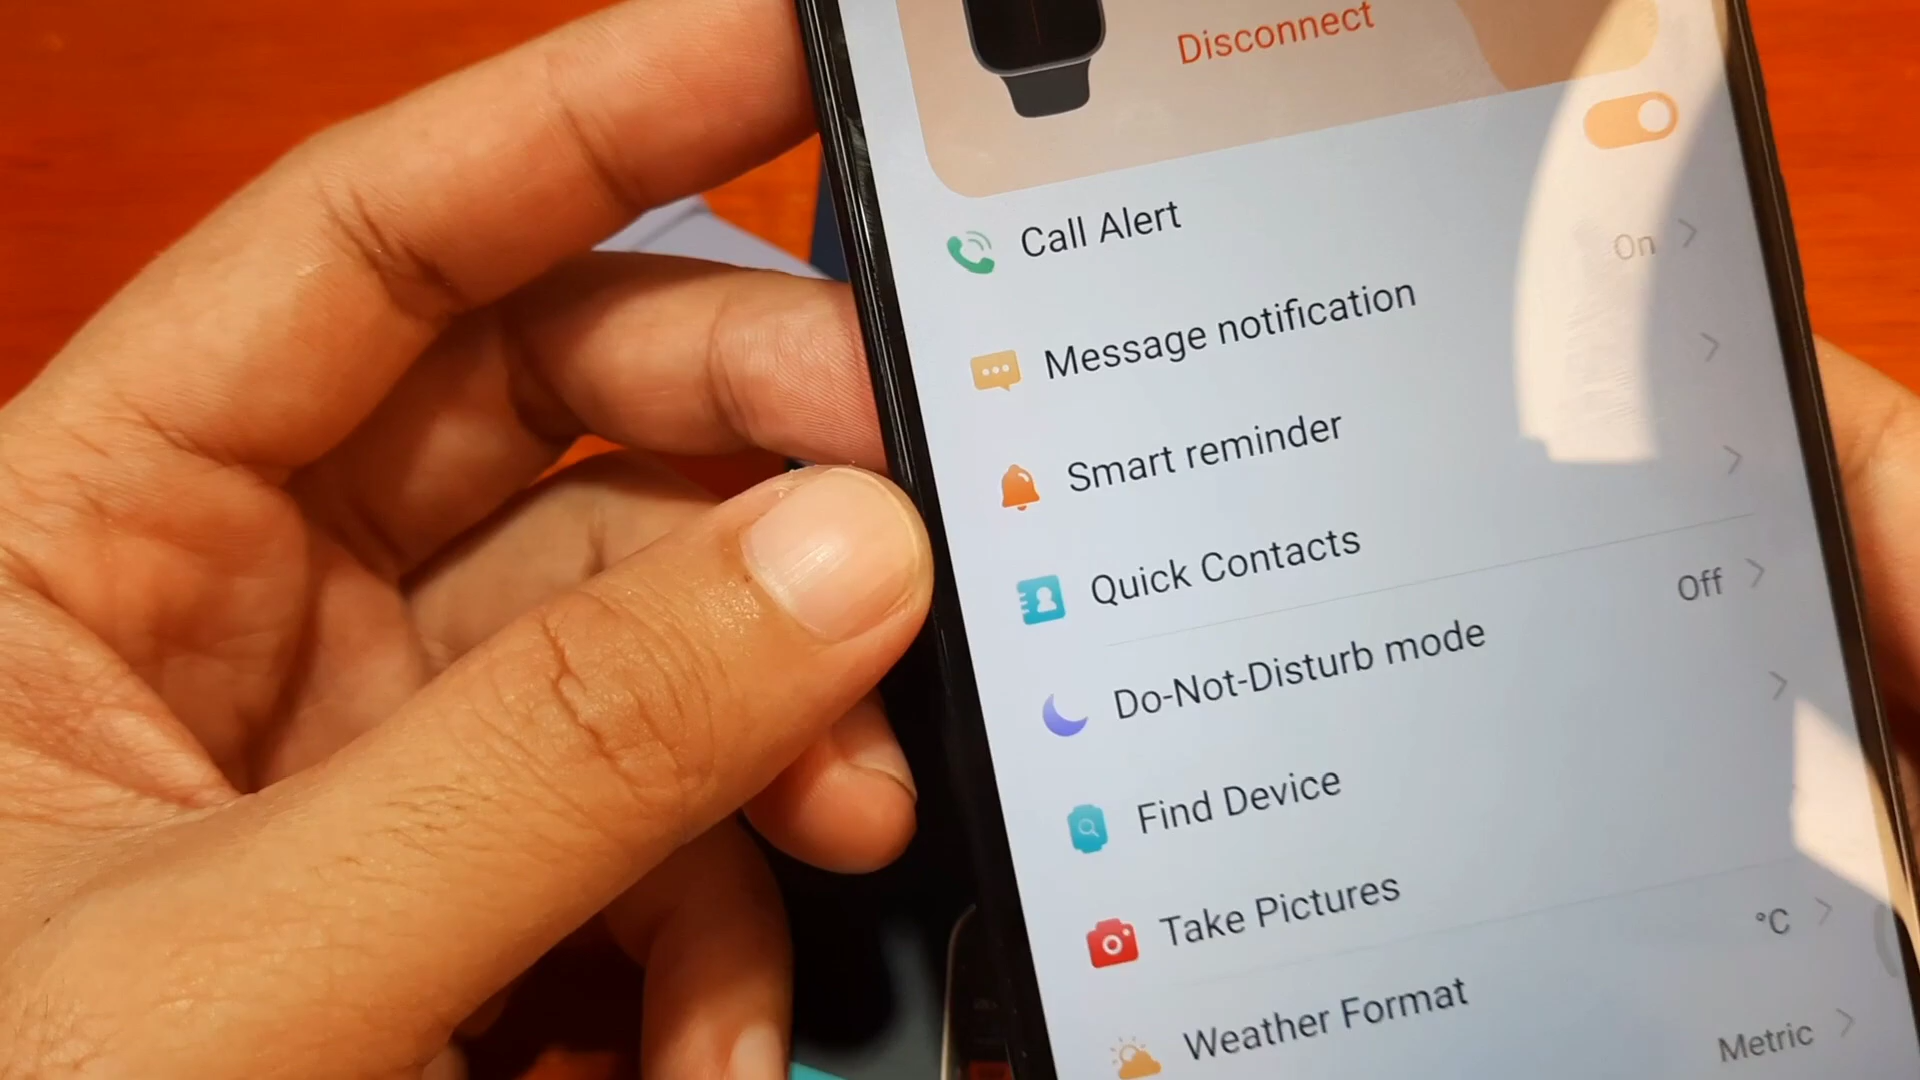 Disconnect
Call Alert
Message notification On
Smart reminder
Quick Contacts
Do-Not-Disturb mode Off
Find Device
Take Pictures
Weather Format °C
Metric